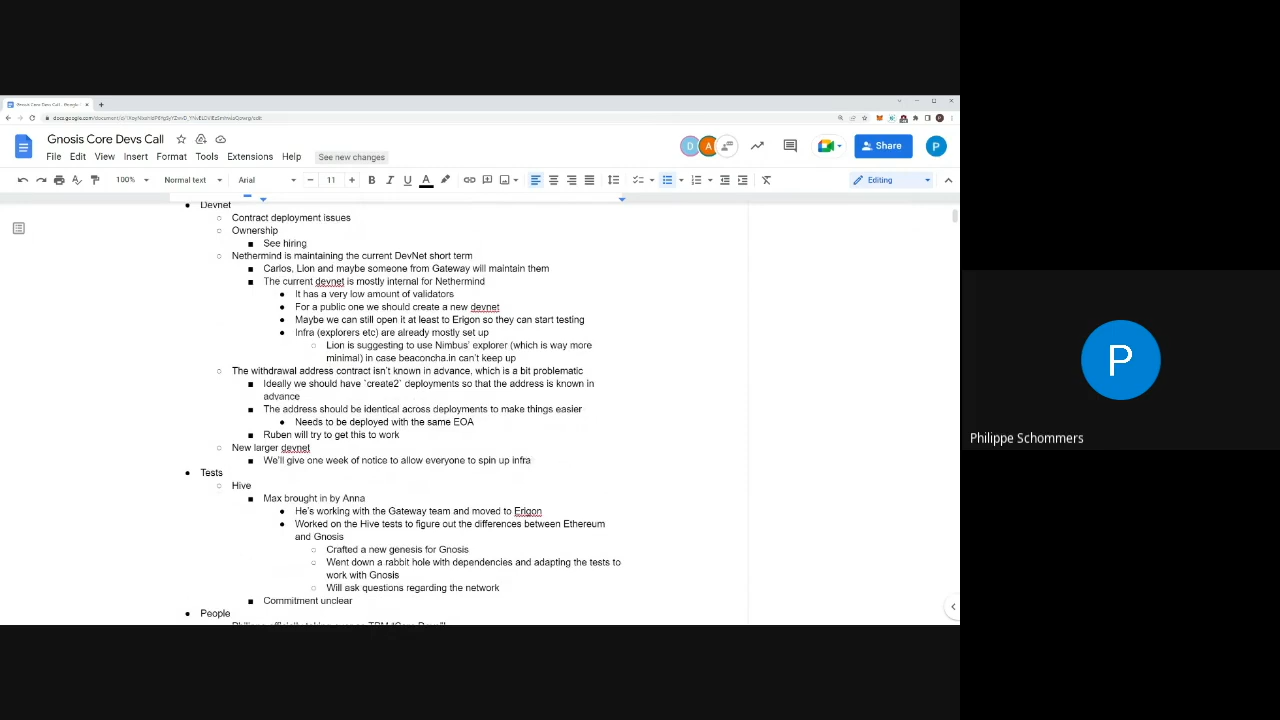 Gnosis Core Devs Call
File Edit View Insert Format Tools Extensions Help See new changes
Share
100% Normal text Arial 11 B I U A Editing
Devnet
Contract deployment issues
Ownership
See hiring
Nethermind is maintaining the current DevNet short term
Carlos, Lion and maybe someone from Gateway will maintain them
The current devnet is mostly internal for Nethermind
It has a very low amount of validators
For a public one we should create a new devnet
Maybe we can still open it at least to Erigon so they can start testing
Infra (explorers etc) are already mostly set up
Lion is suggesting to use Nimbus' explorer (which is way more
minimal) in case beaconcha.in can't keep up
The withdrawal address contract isn't known in advance, which is a bit problematic
Ideally we should have `create2` deployments so that the address is known in
advance
The address should be identical across deployments to make things easier
Needs to be deployed with the same EOA
Ruben will try to get this to work
New larger devnet
We'll give one week of notice to allow everyone to spin up infra
Tests
Hive
Max brought in by Anna
He's working with the Gateway team and moved to Erigon
Worked on the Hive tests to figure out the differences between Ethereum
and Gnosis
Crafted a new genesis for Gnosis
Went down a rabbit hole with dependencies and adapting the tests to
work with Gnosis
Will ask questions regarding the network
Commitment unclear
People
P
Philippe Schommers